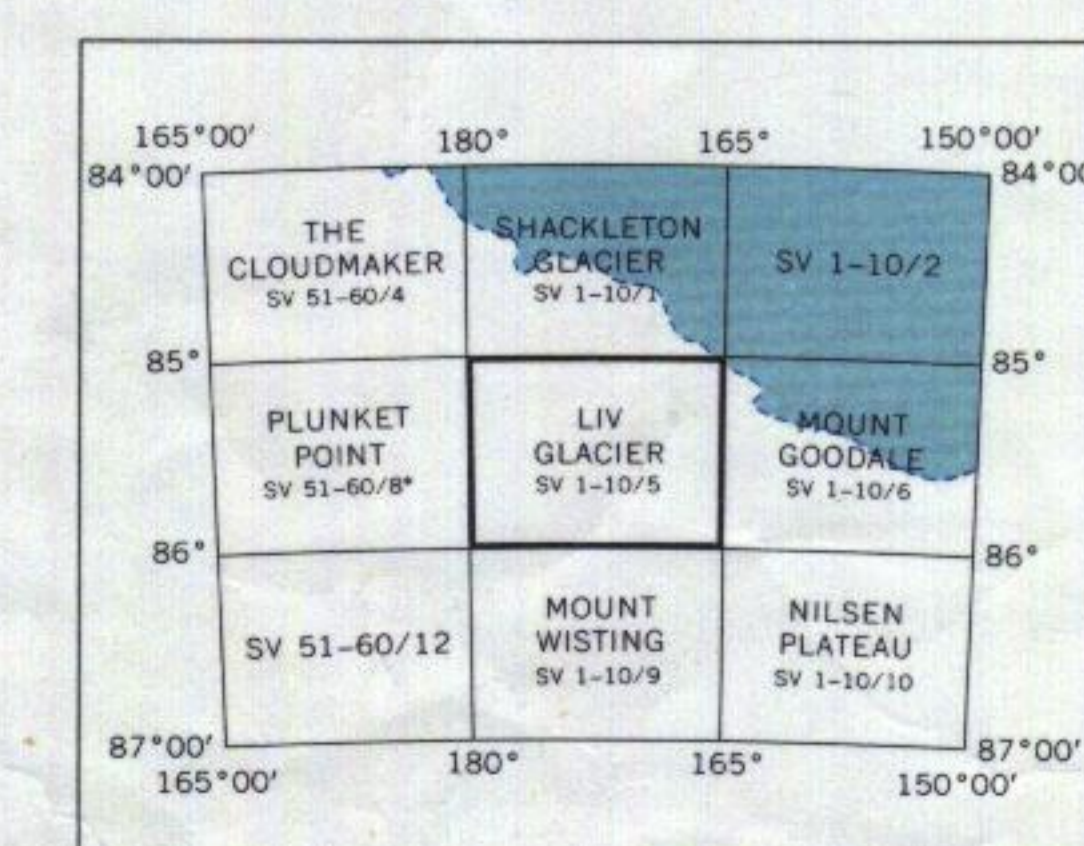 165°00′ 180° 165° 150°00′
84°00′ 84°00
THE
CLOUDMAKER
SV 51–60/4
SHACKLETON
GLACIER
SV 1–10/1
SV 1–10/2
85° 85°
PLUNKET
POINT
SV 51–60/8*
LIV
GLACIER
SV 1–10/5
MOUNT
GOODALE
SV 1–10/6
86° 86°
SV 51–60/12
MOUNT
WISTING
SV 1–10/9
NILSEN
PLATEAU
SV 1–10/10
87°00′ 87°00′
165°00′ 180° 165° 150°00′